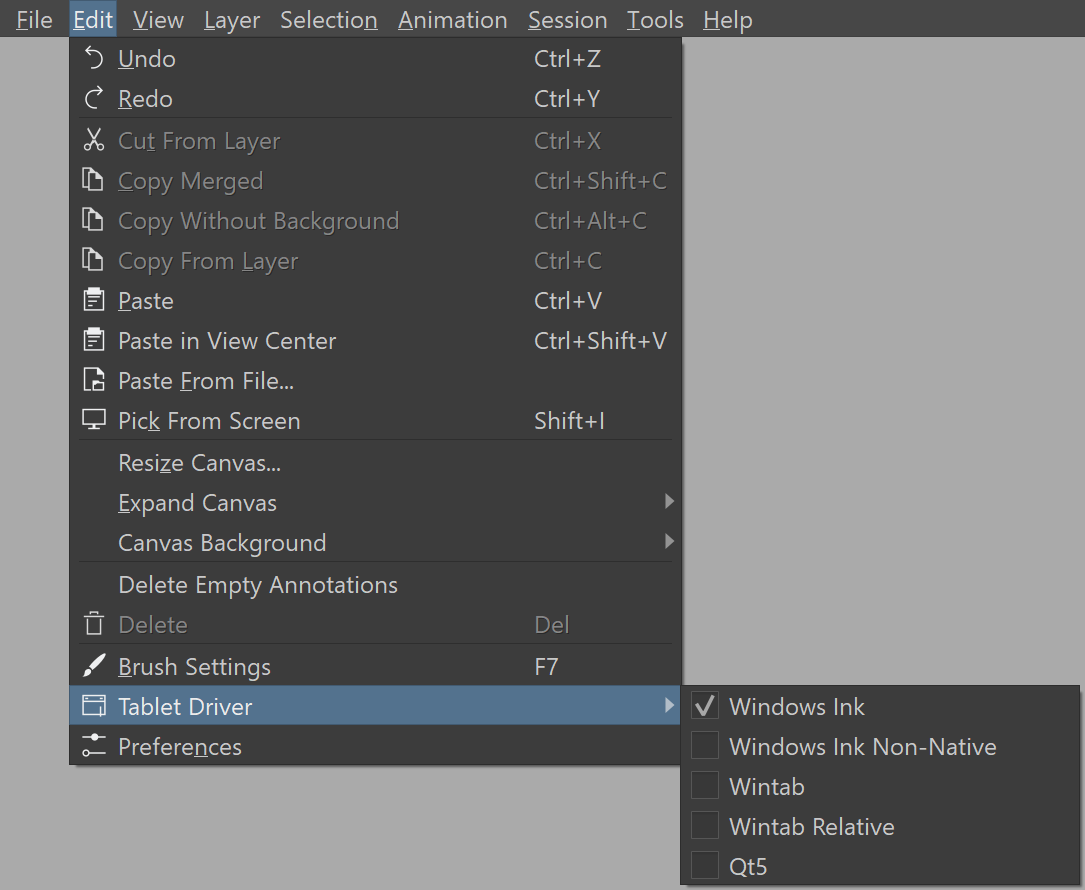 File Edit View Layer Selection Animation Session Tools Help
Undo Ctrl+Z
Redo Ctrl+Y
Cut From Layer Ctrl+X
Copy Merged Ctrl+Shift+C
Copy Without Background Ctrl+Alt+C
Copy From Layer Ctrl+C
Paste Ctrl+V
Paste in View Center Ctrl+Shift+V
Paste From File...
Pick From Screen Shift+I
Resize Canvas...
Expand Canvas
Canvas Background
Delete Empty Annotations
Delete Del
Brush Settings F7
Tablet Driver
Preferences
Windows Ink
Windows Ink Non-Native
Wintab
Wintab Relative
Qt5